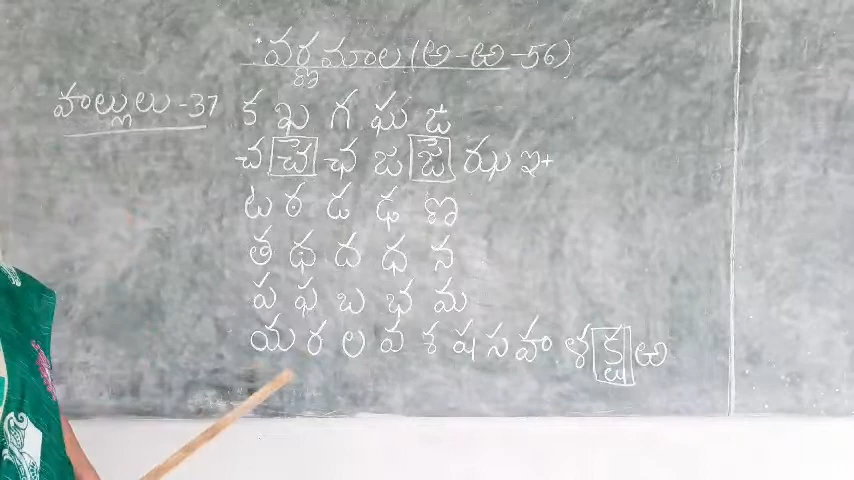 వర్ణమాల (అ-ఱ-56)
హల్లులు-37
క ఖ గ ఘ ఙ
చ ౘ ఛ జ ౙ ఝ ఞ
ట ఠ డ ఢ ణ
త థ ద ధ న
ప ఫ బ భ మ
య ర ల వ శ ష స హ ళ క్ష ఱ